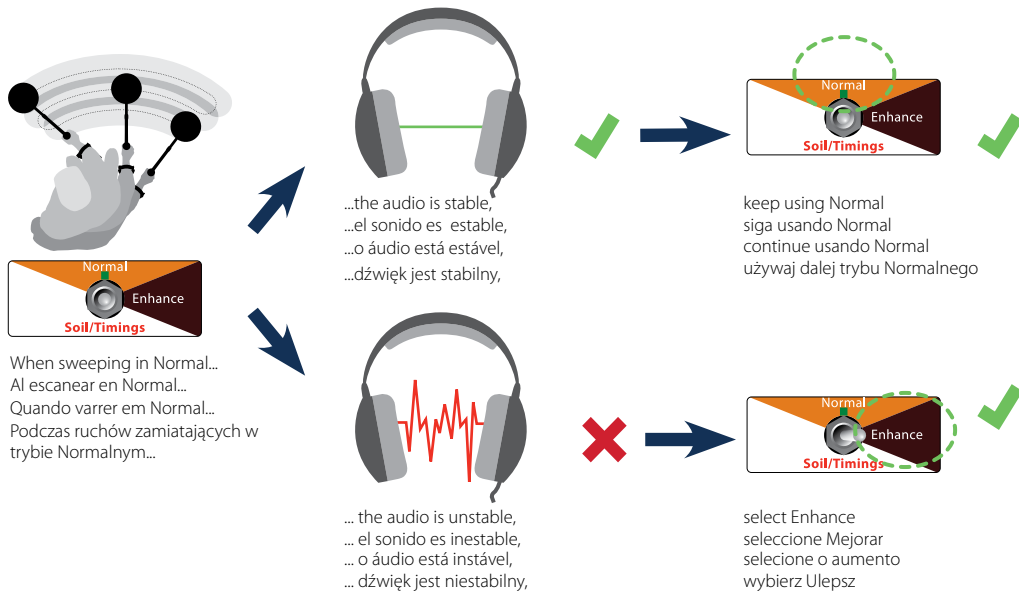 Normal
Enhance
Soil/Timings
When sweeping in Normal...
Al escanear en Normal...
Quando varrer em Normal...
Podczas ruchów zamiatających w
trybie Normalnym...
...the audio is stable,
...el sonido es estable,
...o áudio está estável,
...dźwięk jest stabilny,
Normal
Enhance
Soil/Timings
keep using Normal
siga usando Normal
continue usando Normal
używaj dalej trybu Normalnego
... the audio is unstable,
... el sonido es inestable,
... o áudio está instável,
... dźwięk jest niestabilny,
Normal
Enhance
Soil/Timings
select Enhance
seleccione Mejorar
selecione o aumento
wybierz Ulepsz